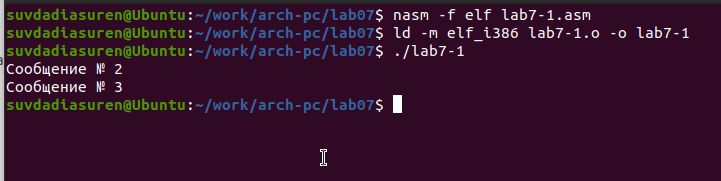 suvdadiasuren@Ubuntu:~/work/arch-pc/lab07$ nasm -f elf lab7-1.asm
suvdadiasuren@Ubuntu:~/work/arch-pc/lab07$ ld -m elf_i386 lab7-1.o -o lab7-1
suvdadiasuren@Ubuntu:~/work/arch-pc/lab07$ ./lab7-1
Сообщение № 2
Сообщение № 3
suvdadiasuren@Ubuntu:~/work/arch-pc/lab07$